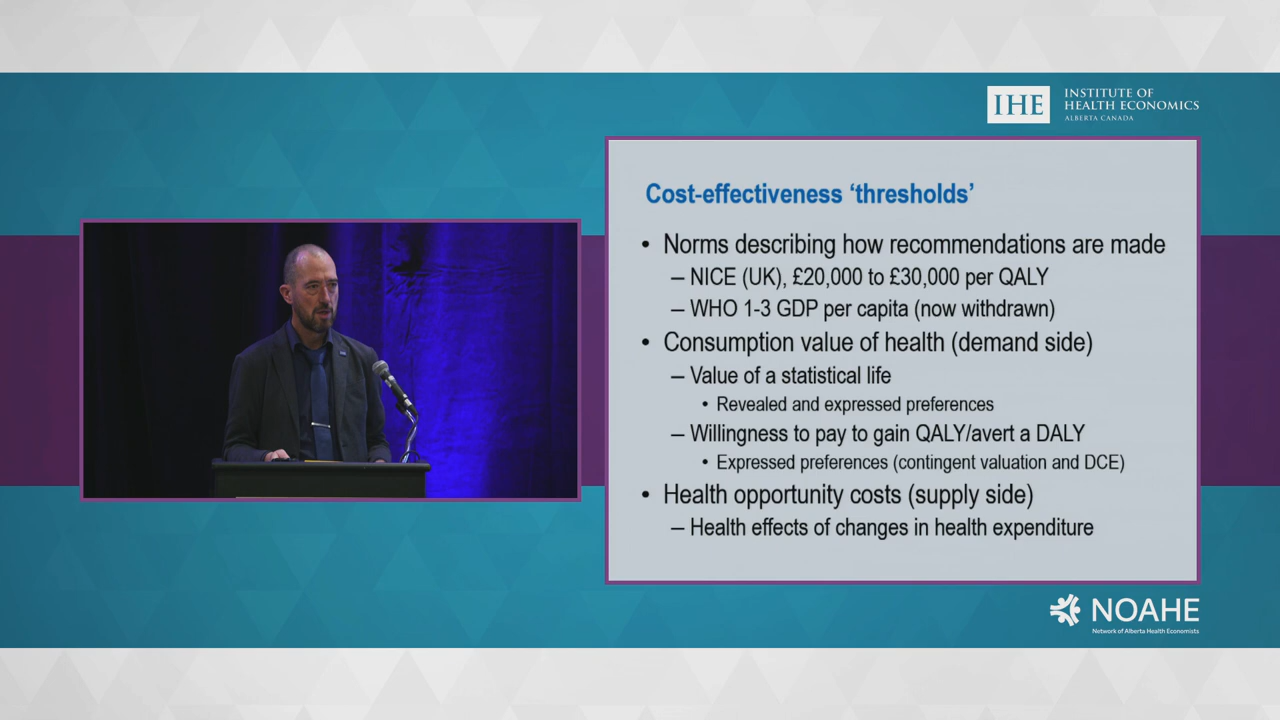 IHE
INSTITUTE OF
HEALTH ECONOMICS
ALBERTA CANADA
Cost-effectiveness ‘thresholds’
• Norms describing how recommendations are made
– NICE (UK), £20,000 to £30,000 per QALY
– WHO 1-3 GDP per capita (now withdrawn)
• Consumption value of health (demand side)
– Value of a statistical life
• Revealed and expressed preferences
– Willingness to pay to gain QALY/avert a DALY
• Expressed preferences (contingent valuation and DCE)
• Health opportunity costs (supply side)
– Health effects of changes in health expenditure
NOAHE
Network of Alberta Health Economists